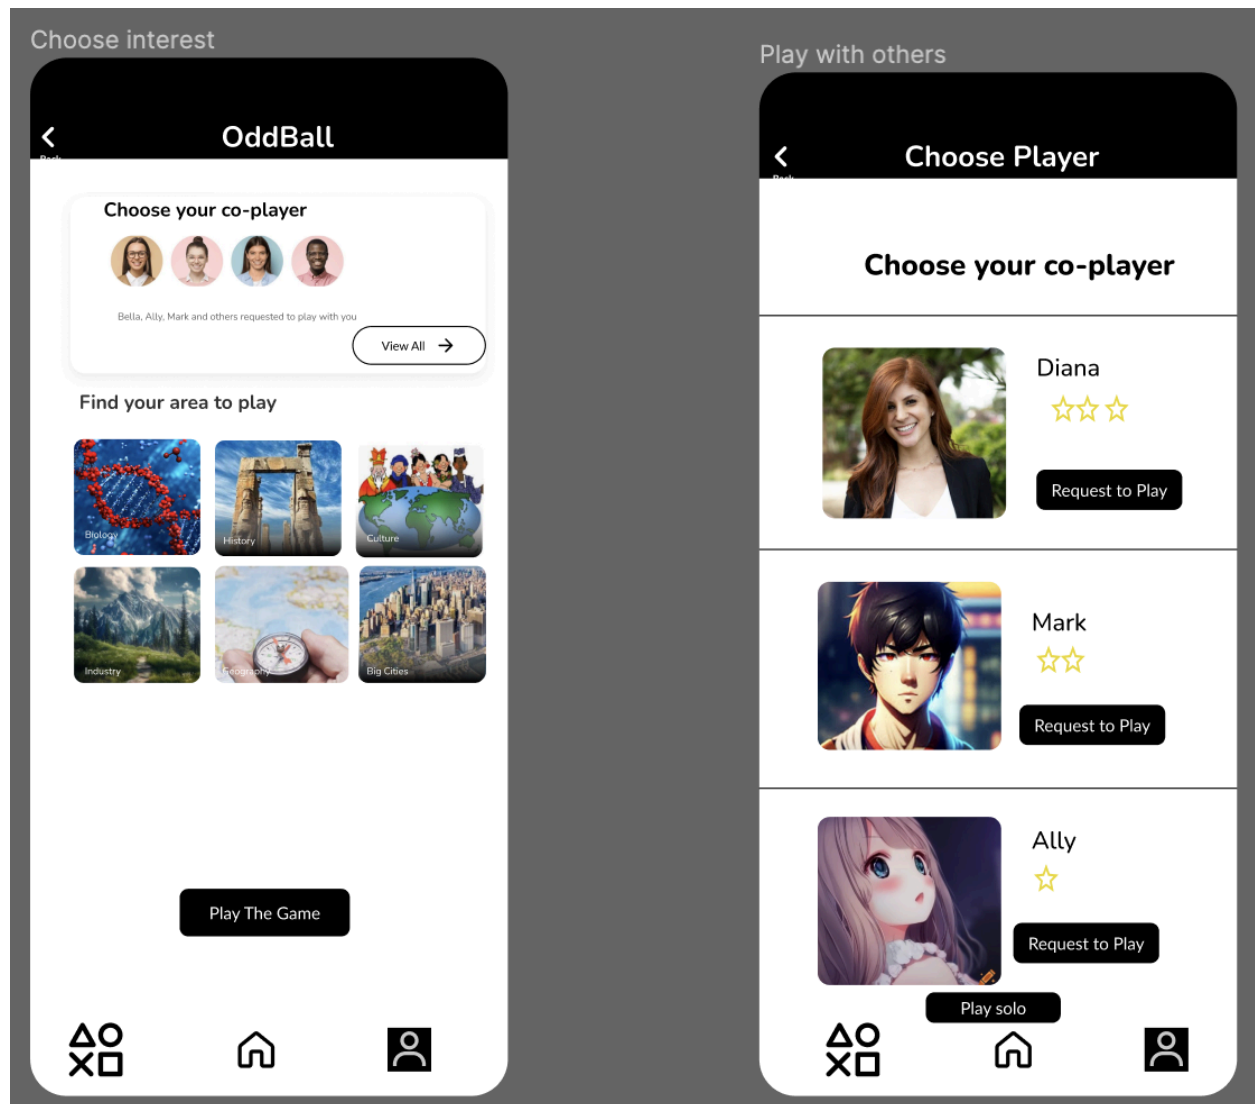 Choose interest
OddBall
Back
Choose your co-player
Bella, Ally, Mark and others requested to play with you
View All
Find your area to play
Biology
History
Culture
Industry
Geography
Big Cities
Play The Game
Play with others
Choose Player
Back
Choose your co-player
Diana
Request to Play
Mark
Request to Play
Ally
Request to Play
Play solo